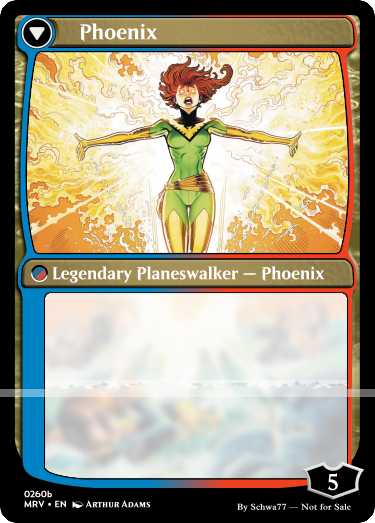 Phoenix
Legendary Planeswalker — Phoenix
5
0260b
MRV • EN Arthur Adams
By Schwa77 — Not for Sale